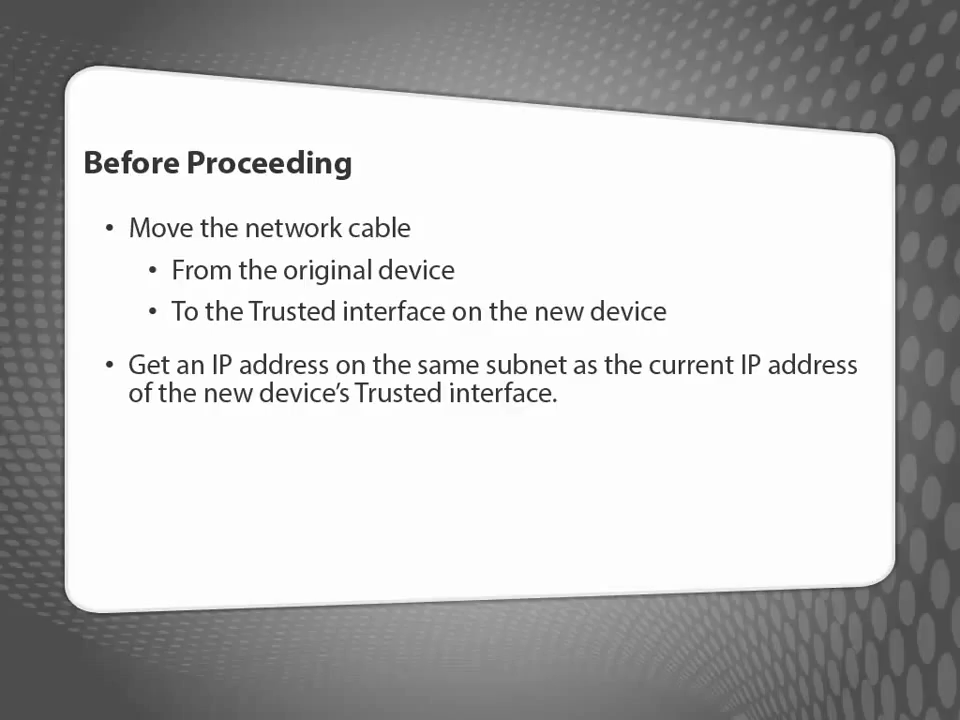 Before Proceeding
• Move the network cable
• From the original device
• To the Trusted interface on the new device
• Get an IP address on the same subnet as the current IP address
of the new device’s Trusted interface.